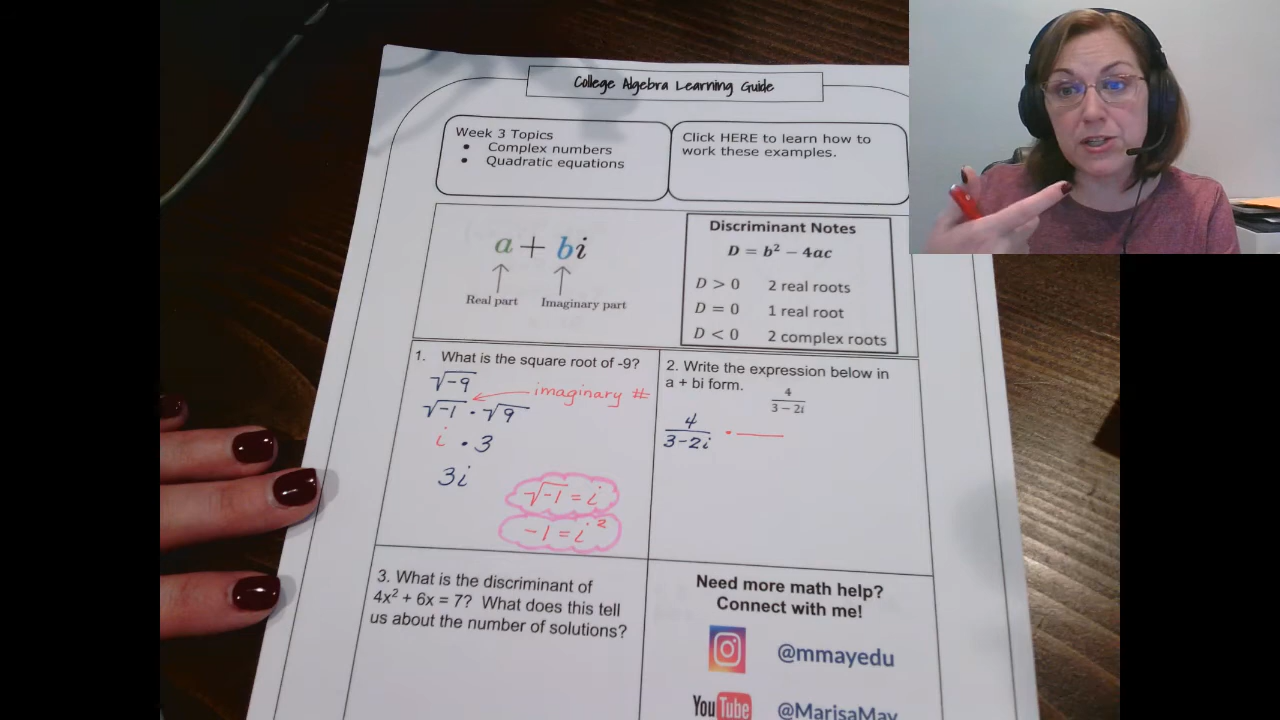 College Algebra Learning Guide
Week 3 Topics
• Complex numbers
• Quadratic equations
Click HERE to learn how to
work these examples.
a + bi
Real part Imaginary part
Discriminant Notes
D = b² − 4ac
D > 0 2 real roots
D = 0 1 real root
D < 0 2 complex roots
1. What is the square root of -9?
√-9
√-1 • √9
imaginary #
i • 3
3i
√-1 = i
-1 = i²
2. Write the expression below in
a + bi form.
4
3 − 2i
4
3-2i
•
3. What is the discriminant of
4x² + 6x = 7? What does this tell
us about the number of solutions?
Need more math help?
Connect with me!
@mmayedu
YouTube @MarisaMay